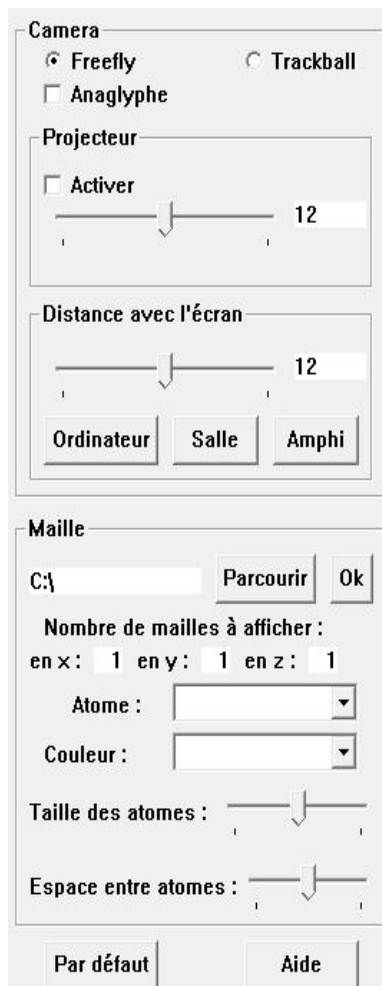 Camera
Freefly Trackball
Anaglyphe
Projecteur
Activer
12
Distance avec l'écran
12
Ordinateur Salle Amphi
Maille
C:\ Parcourir Ok
Nombre de mailles à afficher :
en x : 1 en y : 1 en z : 1
Atome :
Couleur :
Taille des atomes :
Espace entre atomes :
Par défaut Aide